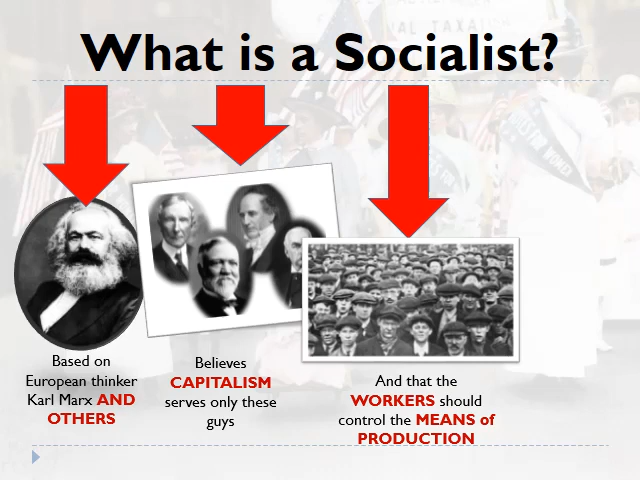 What is a Socialist?
Based on
European thinker
Karl Marx AND
OTHERS
Believes
CAPITALISM
serves only these
guys
And that the
WORKERS should
control the MEANS of
PRODUCTION